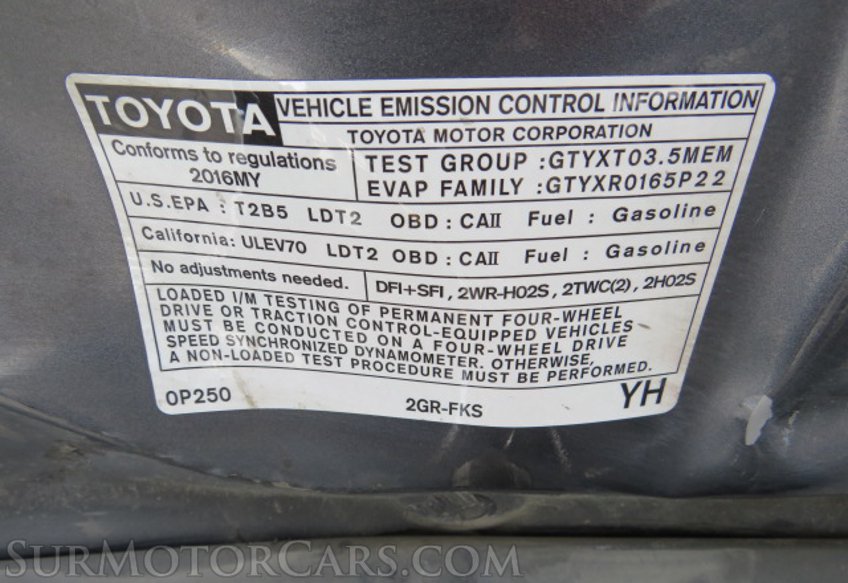 TOYOTA VEHICLE EMISSION CONTROL INFORMATION
TOYOTA MOTOR CORPORATION
Conforms to regulations
2016MY
TEST GROUP : GTYXT03.5MEM
EVAP FAMILY : GTYXR0165P22
U.S.EPA : T2B5 LDT2 OBD : CAII Fuel : Gasoline
California: ULEV70 LDT2 OBD : CAII Fuel : Gasoline
No adjustments needed. DFI+SFI, 2WR-HO2S, 2TWC(2), 2HO2S
LOADED I/M TESTING OF PERMANENT FOUR-WHEEL
DRIVE OR TRACTION CONTROL-EQUIPPED VEHICLES
MUST BE CONDUCTED ON A FOUR-WHEEL DRIVE
SPEED SYNCHRONIZED DYNAMOMETER. OTHERWISE,
A NON-LOADED TEST PROCEDURE MUST BE PERFORMED.
0P250 2GR-FKS YH
SURMOTORCARS.COM